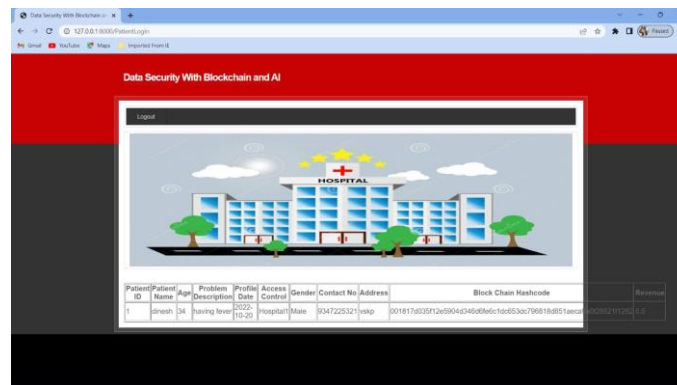 Data Security With Blockchain and AI
127.0.0.1:8000/PatientLogin
Paused
Gmail YouTube Maps Imported From IE
Data Security With Blockchain and AI
Logout
HOSPITAL
Patient ID Patient Name Age Problem Description Profile Date Access Control Gender Contact No Address Block Chain Hashcode Revenue
1 dinesh 34 having fever 2022-10-20 Hospital1 Male 9347225321 vskp 0.5